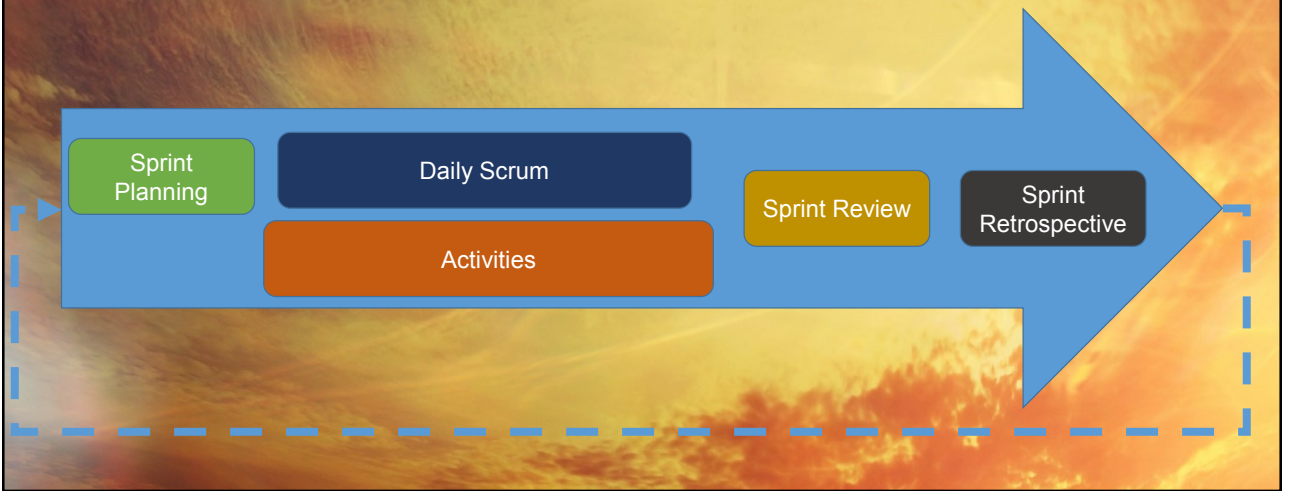 Sprint
Planning
Daily Scrum
Activities
Sprint Review
Sprint
Retrospective